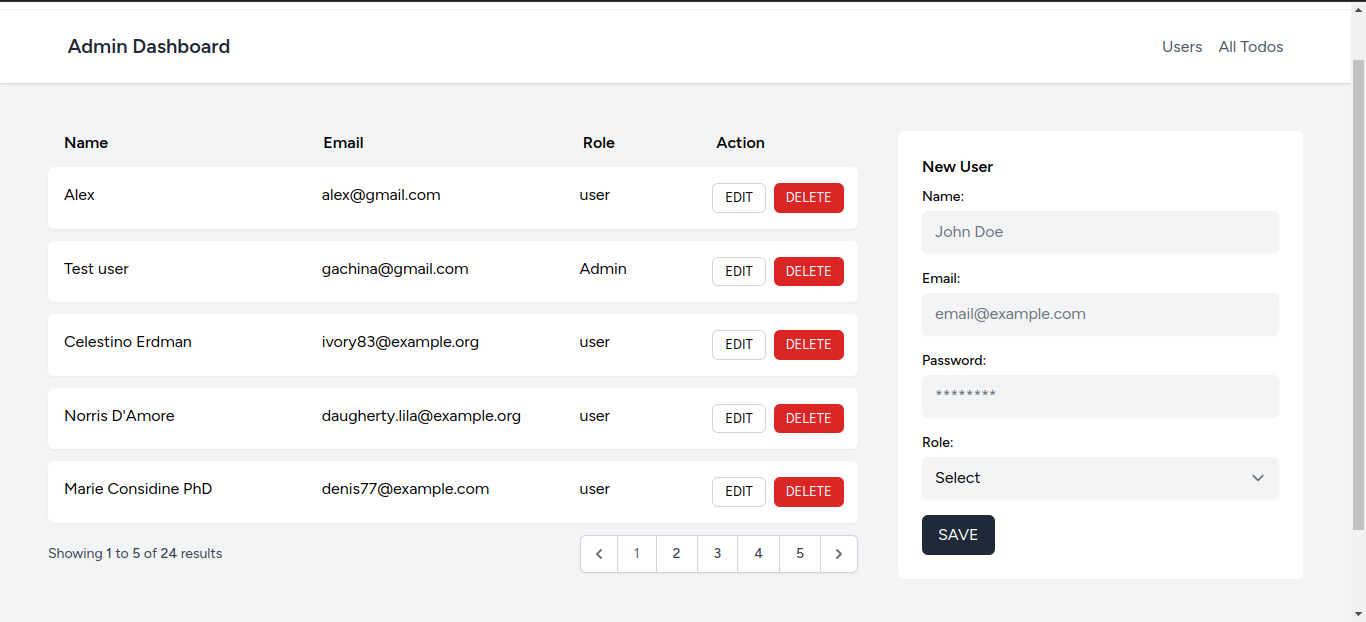 Admin Dashboard
Users All Todos
Name Email Role Action
Alex alex@gmail.com user EDIT DELETE
Test user gachina@gmail.com Admin EDIT DELETE
Celestino Erdman ivory83@example.org user EDIT DELETE
Norris D'Amore daugherty.lila@example.org user EDIT DELETE
Marie Considine PhD denis77@example.com user EDIT DELETE
Showing 1 to 5 of 24 results
1 2 3 4 5
New User
Name:
John Doe
Email:
email@example.com
Password:
********
Role:
Select
SAVE